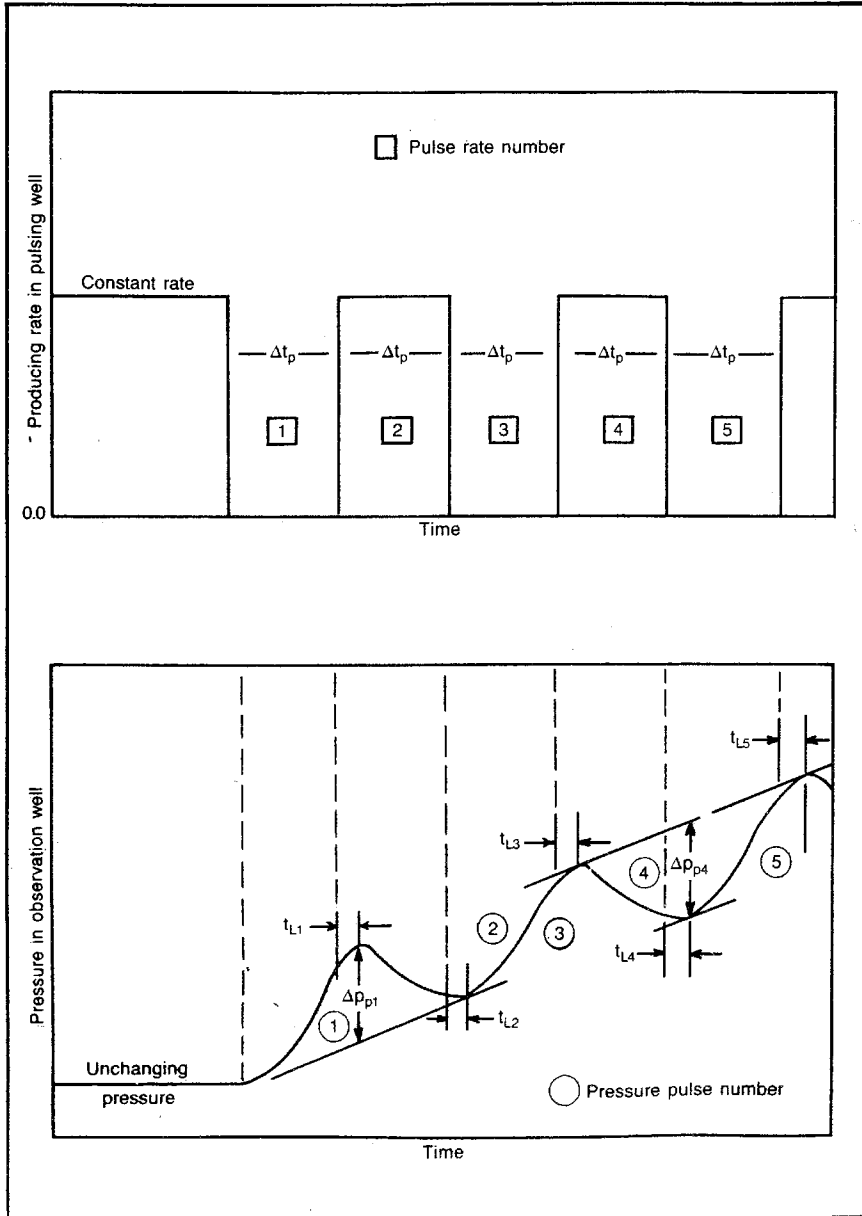 Pulse rate number
Producing rate in pulsing well
Constant rate
Δtp Δtp Δtp Δtp Δtp
1 2 3 4 5
0.0
Time
Pressure in observation well
tL5
tL3
Δpp4
4
5
2
3
tL1
tL4
Δpp1
tL2
1
Unchanging
pressure
Pressure pulse number
Time